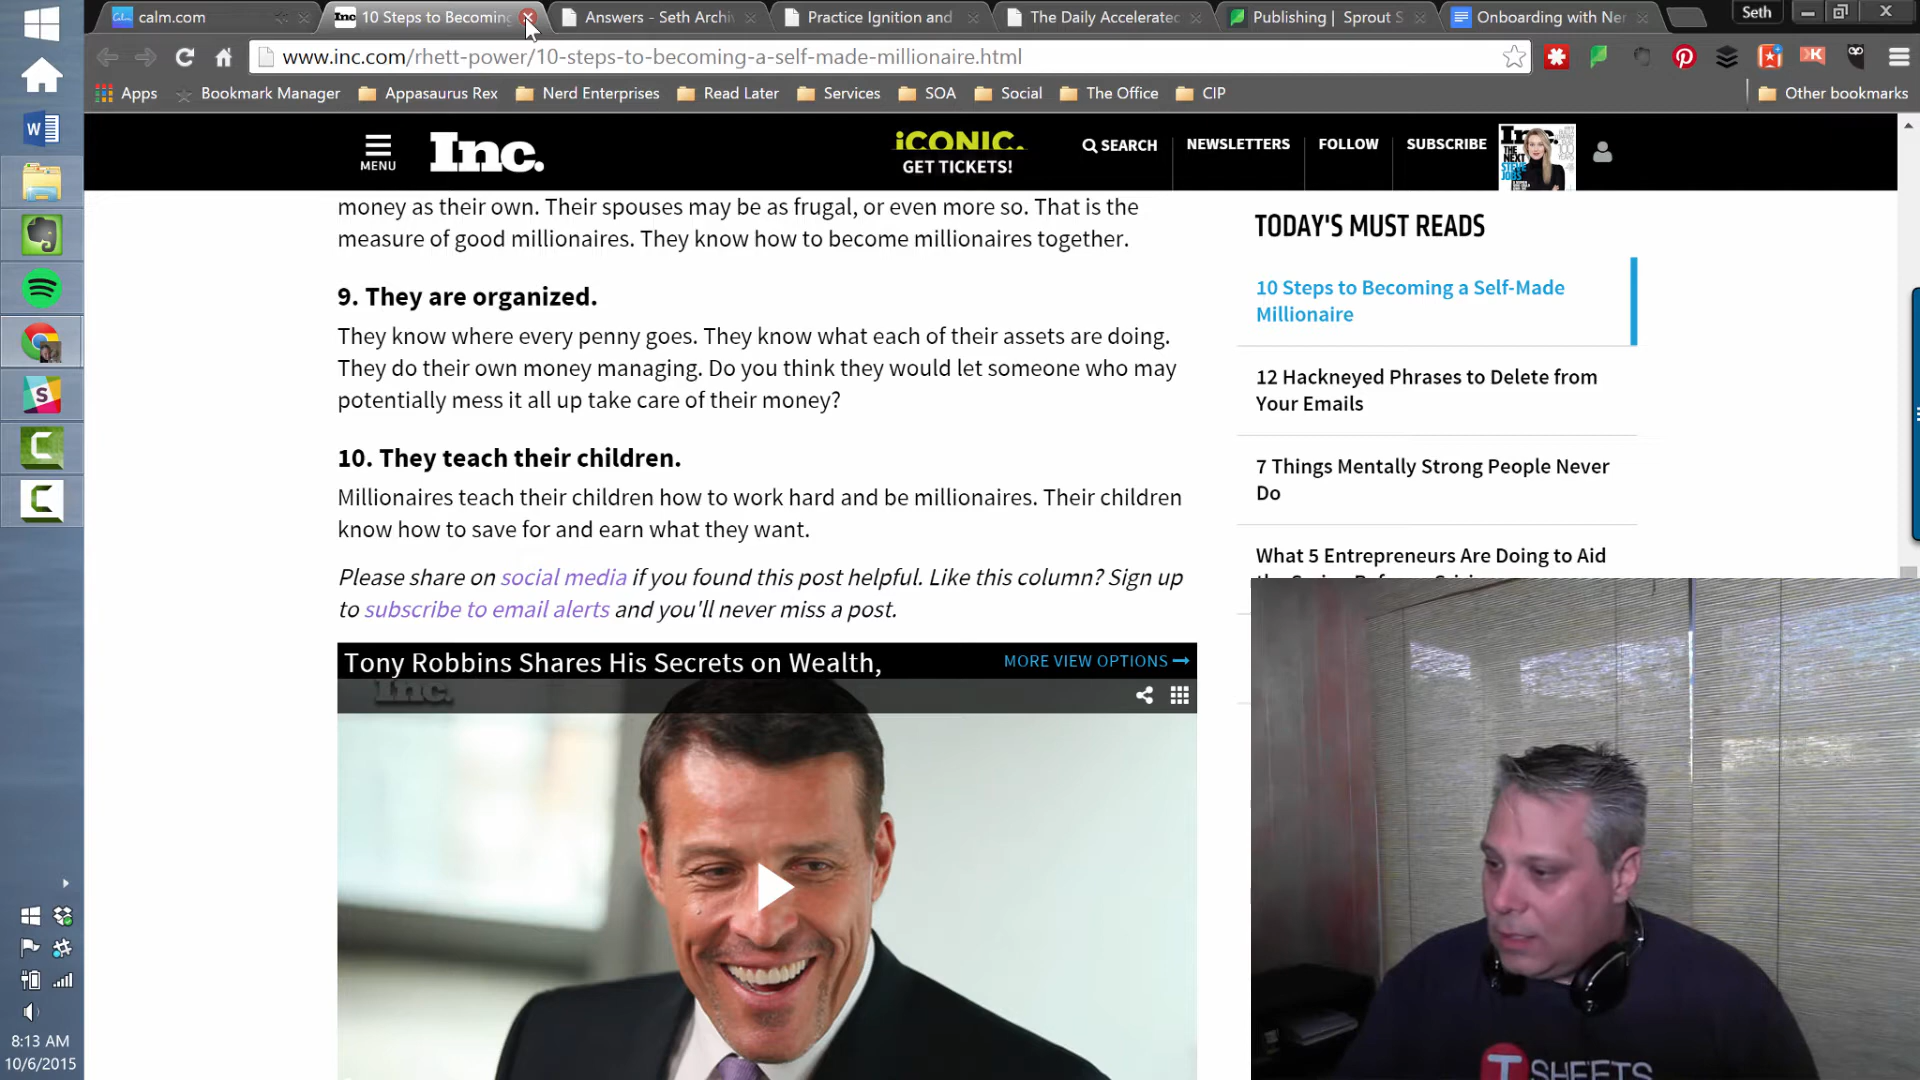 calm.com
10 Steps to Becoming
Answers - Seth Archi
Practice Ignition and
The Daily Accelerated
Publishing | Sprout S
Onboarding with Ner
Seth
www.inc.com/rhett-power/10-steps-to-becoming-a-self-made-millionaire.html
Apps
Bookmark Manager
Appasaurus Rex
Nerd Enterprises
Read Later
Services
SOA
Social
The Office
CIP
Other bookmarks
MENU
Inc.
iCONIC.
GET TICKETS!
SEARCH
NEWSLETTERS
FOLLOW
SUBSCRIBE
Inc.
THE NEXT STEVE JOBS
money as their own. Their spouses may be as frugal, or even more so. That is the
measure of good millionaires. They know how to become millionaires together.
9. They are organized.
They know where every penny goes. They know what each of their assets are doing.
They do their own money managing. Do you think they would let someone who may
potentially mess it all up take care of their money?
10. They teach their children.
Millionaires teach their children how to work hard and be millionaires. Their children
know how to save for and earn what they want.
Please share on social media if you found this post helpful. Like this column? Sign up
to subscribe to email alerts and you'll never miss a post.
Tony Robbins Shares His Secrets on Wealth,
MORE VIEW OPTIONS
Inc.
TODAY'S MUST READS
10 Steps to Becoming a Self-Made
Millionaire
12 Hackneyed Phrases to Delete from
Your Emails
7 Things Mentally Strong People Never
Do
What 5 Entrepreneurs Are Doing to Aid
T SHEETS
8:13 AM
10/6/2015